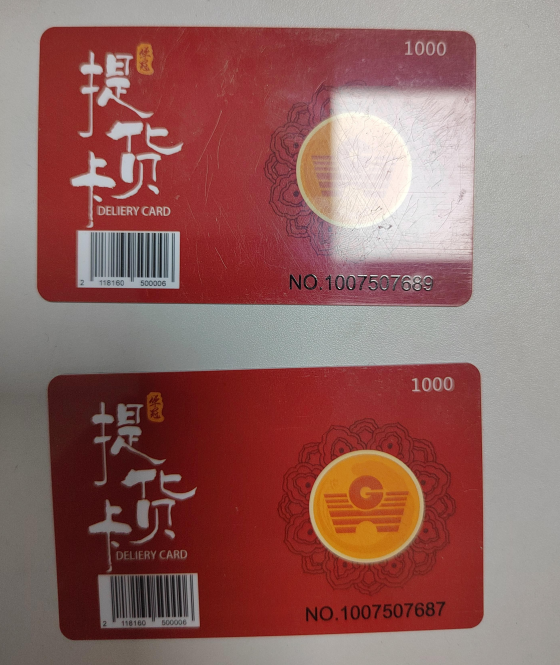 1000
提货卡
DELIERY CARD
2 118160 500006
NO.1007507689
1000
提货卡
DELIERY CARD
2 118160 500006
NO.1007507687